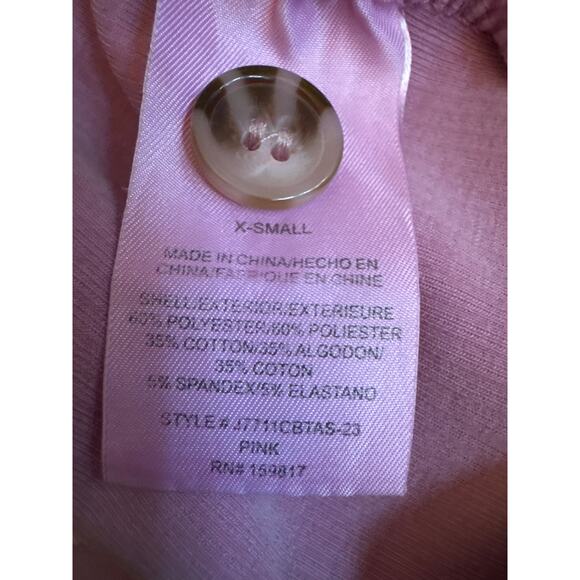 X-SMALL
MADE IN CHINA/HECHO EN
CHINA/FABRIQUE EN CHINE
SHELL/EXTERIOR/EXTERIEURE
60% POLYESTER/60% POLIESTER
35% COTTON/35% ALGODON/
35% COTON
5% SPANDEX/5% ELASTANO
STYLE # J7711CBTAS-23
PINK
RN# 159817